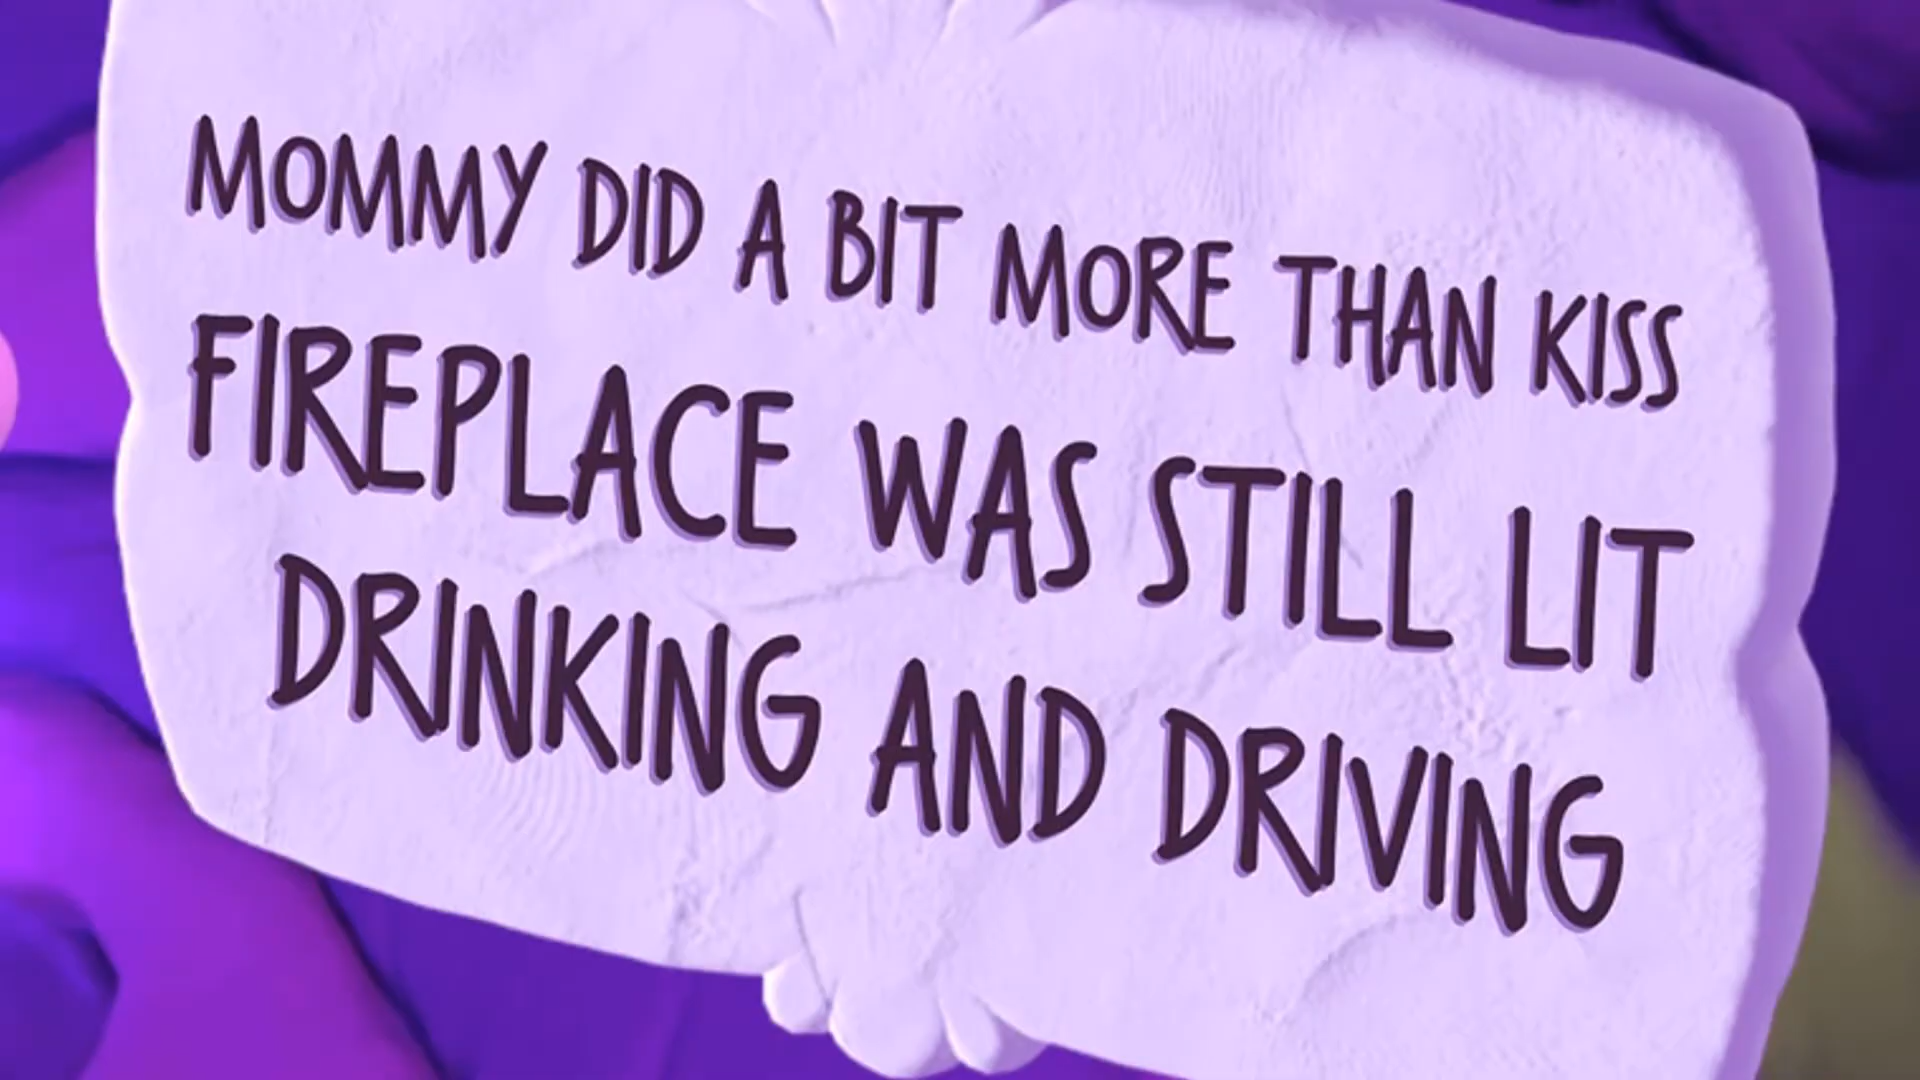 MOMMY DID A BIT MORE THAN KISS
FIREPLACE WAS STILL LIT
DRINKING AND DRIVING